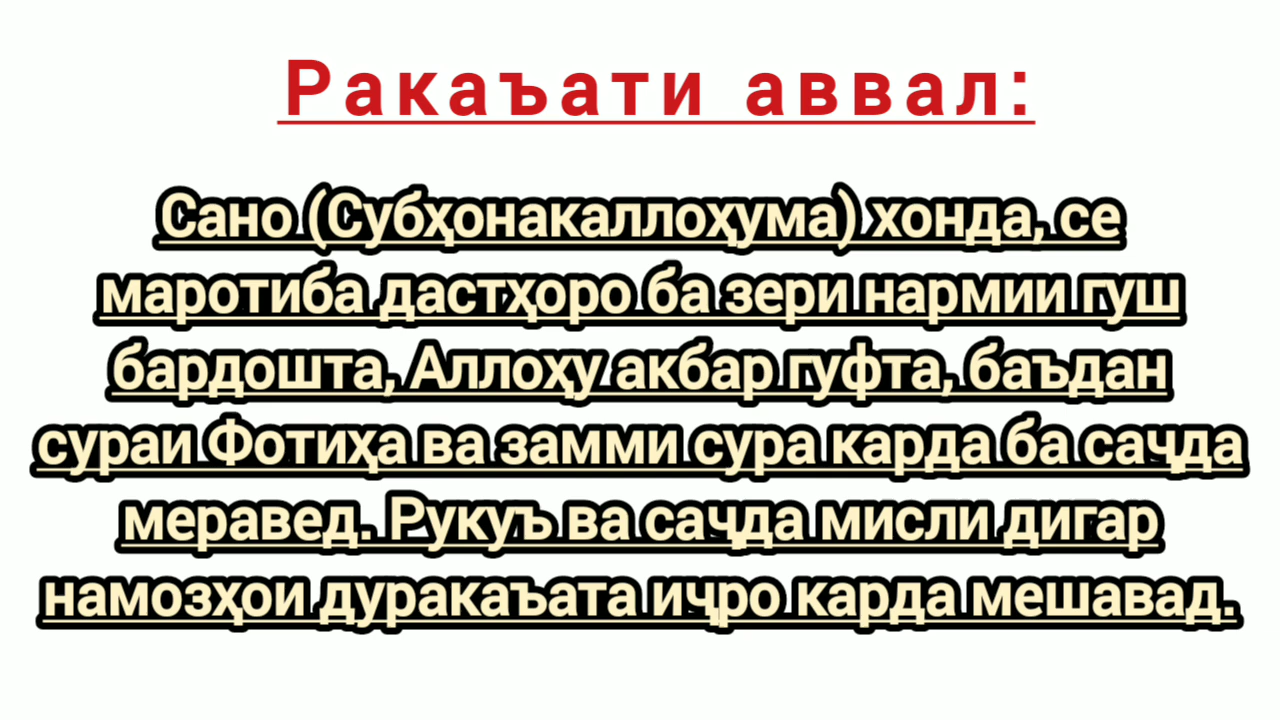 Ракаъати аввал:
Сано (Субҳонакаллоҳума) хонда, се
маротиба дастҳоро ба зери нармии гуш
бардошта, Аллоҳу акбар гуфта, баъдан
сураи Фотиҳа ва замми сура карда ба саҷда
меравед. Рукуъ ва саҷда мисли дигар
намозҳои дуракаъата иҷро карда мешавад.